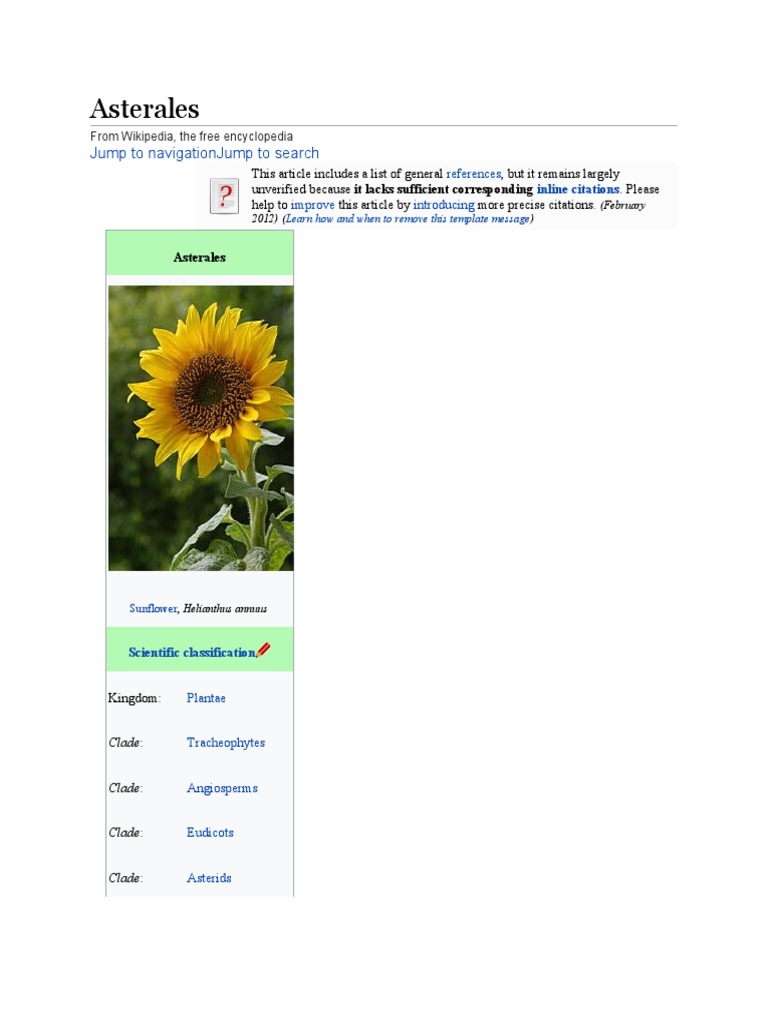 Asterales
From Wikipedia, the free encyclopedia
Jump to navigationJump to search
This article includes a list of general references, but it remains largely
unverified because it lacks sufficient corresponding inline citations. Please
help to improve this article by introducing more precise citations. (February
2012) (Learn how and when to remove this template message)
Asterales
Sunflower, Helianthus annuus
Scientific classification
Kingdom: Plantae
Clade: Tracheophytes
Clade: Angiosperms
Clade: Eudicots
Clade: Asterids